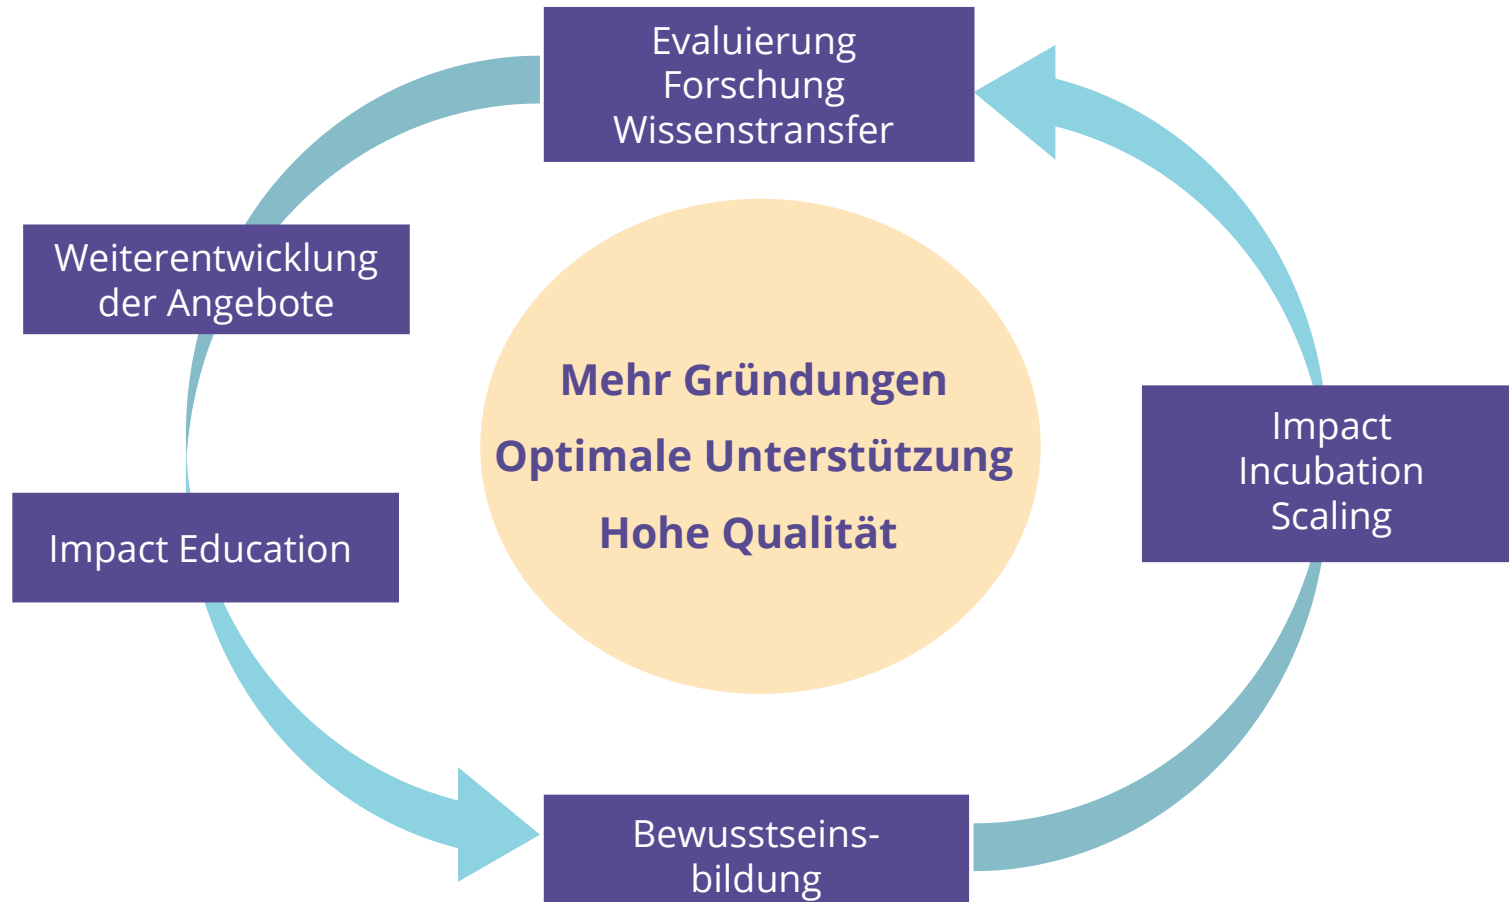 Evaluierung
Forschung
Wissenstransfer
Weiterentwicklung
der Angebote
Mehr Gründungen
Optimale Unterstützung
Hohe Qualität
Impact
Incubation
Scaling
Impact Education
Bewusstseins-
bildung